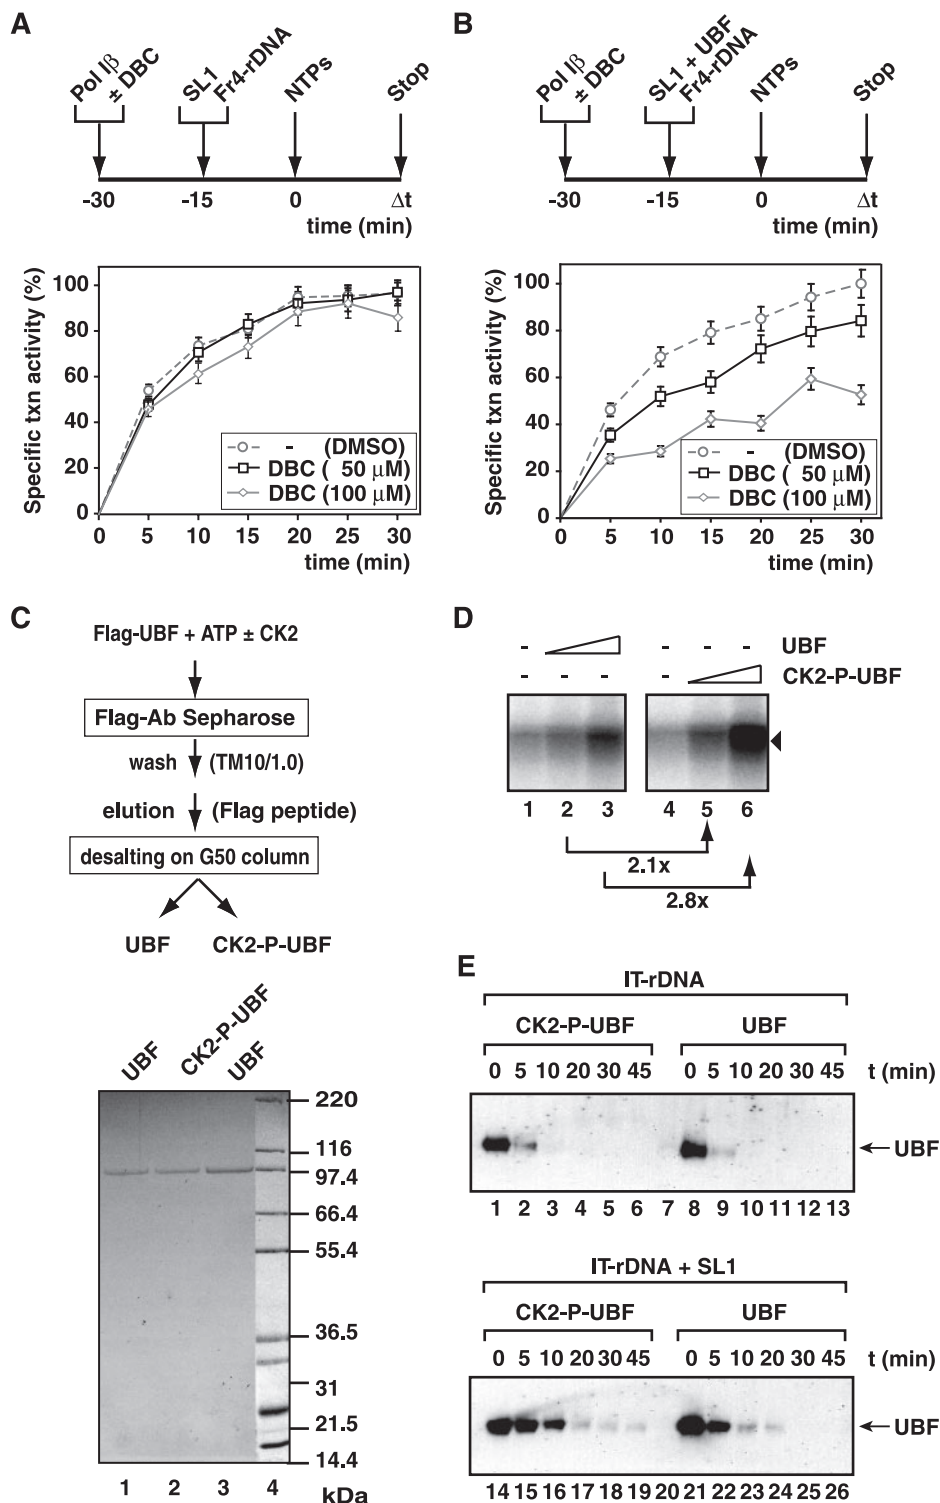 A
Pol Iβ
± DBC
SL1
Fr4-rDNA
NTPs
Stop
-30
-15
0
Δt
time (min)
Specific txn activity (%)
100
80
60
40
20
0
- (DMSO)
DBC ( 50 μM)
DBC (100 μM)
0 5 10 15 20 25 30
time (min)
B
Pol Iβ
± DBC
SL1 + UBF
Fr4-rDNA
NTPs
Stop
-30
-15
0
Δt
time (min)
Specific txn activity (%)
100
80
60
40
20
0
- (DMSO)
DBC ( 50 μM)
DBC (100 μM)
0 5 10 15 20 25 30
time (min)
C
Flag-UBF + ATP ± CK2
Flag-Ab Sepharose
wash (TM10/1.0)
elution (Flag peptide)
desalting on G50 column
UBF CK2-P-UBF
UBF
CK2-P-UBF
UBF
220
116
97.4
66.4
55.4
36.5
31
21.5
14.4
1 2 3 4 kDa
D
- - - - UBF
- - - - CK2-P-UBF
1 2 3 4 5 6
2.1x
2.8x
E
IT-rDNA
CK2-P-UBF UBF
0 5 10 20 30 45 0 5 10 20 30 45 t (min)
UBF
1 2 3 4 5 6 7 8 9 10 11 12 13
IT-rDNA + SL1
CK2-P-UBF UBF
0 5 10 20 30 45 0 5 10 20 30 45 t (min)
UBF
14 15 16 17 18 19 20 21 22 23 24 25 26